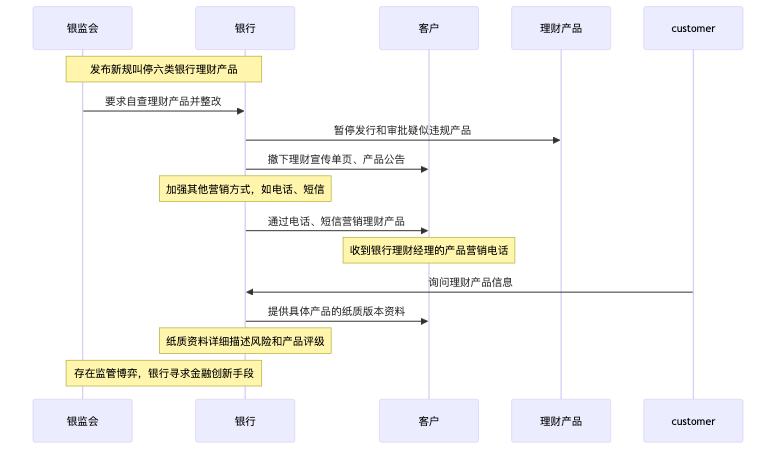 银监会
银行
客户
理财产品
customer
发布新规叫停六类银行理财产品
要求自查理财产品并整改
暂停发行和审批疑似违规产品
撤下理财宣传单页、产品公告
加强其他营销方式，如电话、短信
通过电话、短信营销理财产品
收到银行理财经理的产品营销电话
询问理财产品信息
提供具体产品的纸质版本资料
纸质资料详细描述风险和产品评级
存在监管博弈，银行寻求金融创新手段
银监会
银行
客户
理财产品
customer